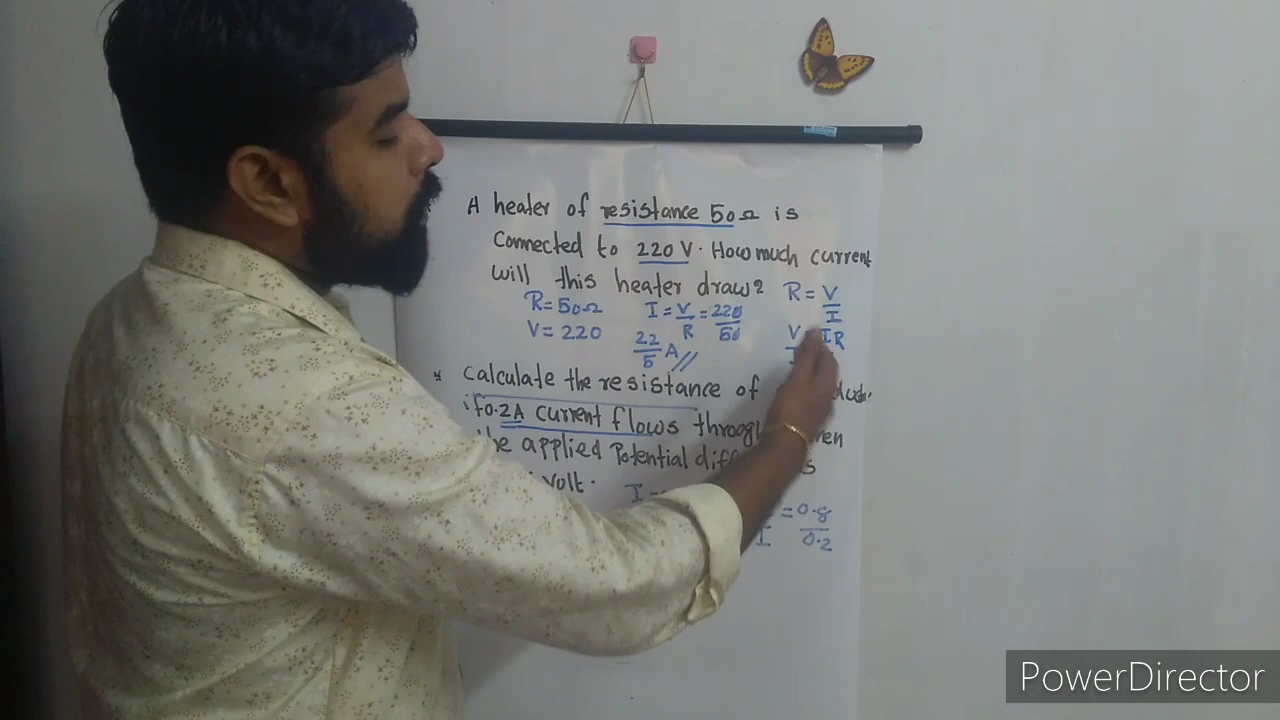 A heater of resistance 50Ω is
connected to 220 V. How much current
will this heater draw?
R = V/I
R = 50Ω
I = V/R = 220/50
V = 220
22/5 A //
V
IR
* Calculate the resistance of
if 0.2A current flows through
the applied Potential
volt.
I =
= 0.8/0.2
I
PowerDirector